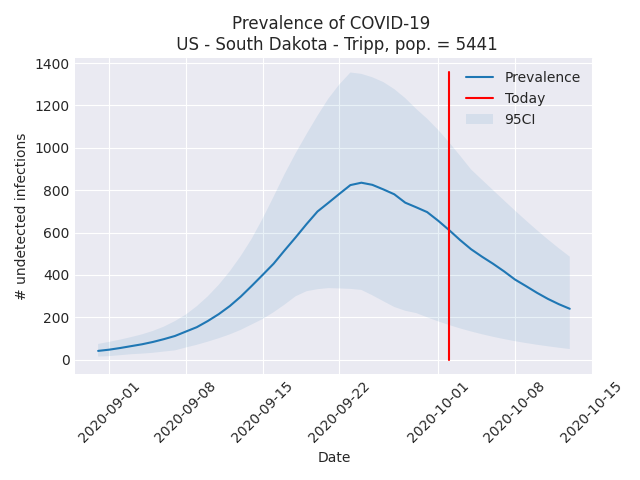 Prevalence of COVID-19
US - South Dakota - Tripp, pop. = 5441
Prevalence
Today
95CI
# undetected infections
1400
1200
1000
800
600
400
200
0
2020-09-01
2020-09-08
2020-09-15
2020-09-22
2020-10-01
2020-10-08
2020-10-15
Date